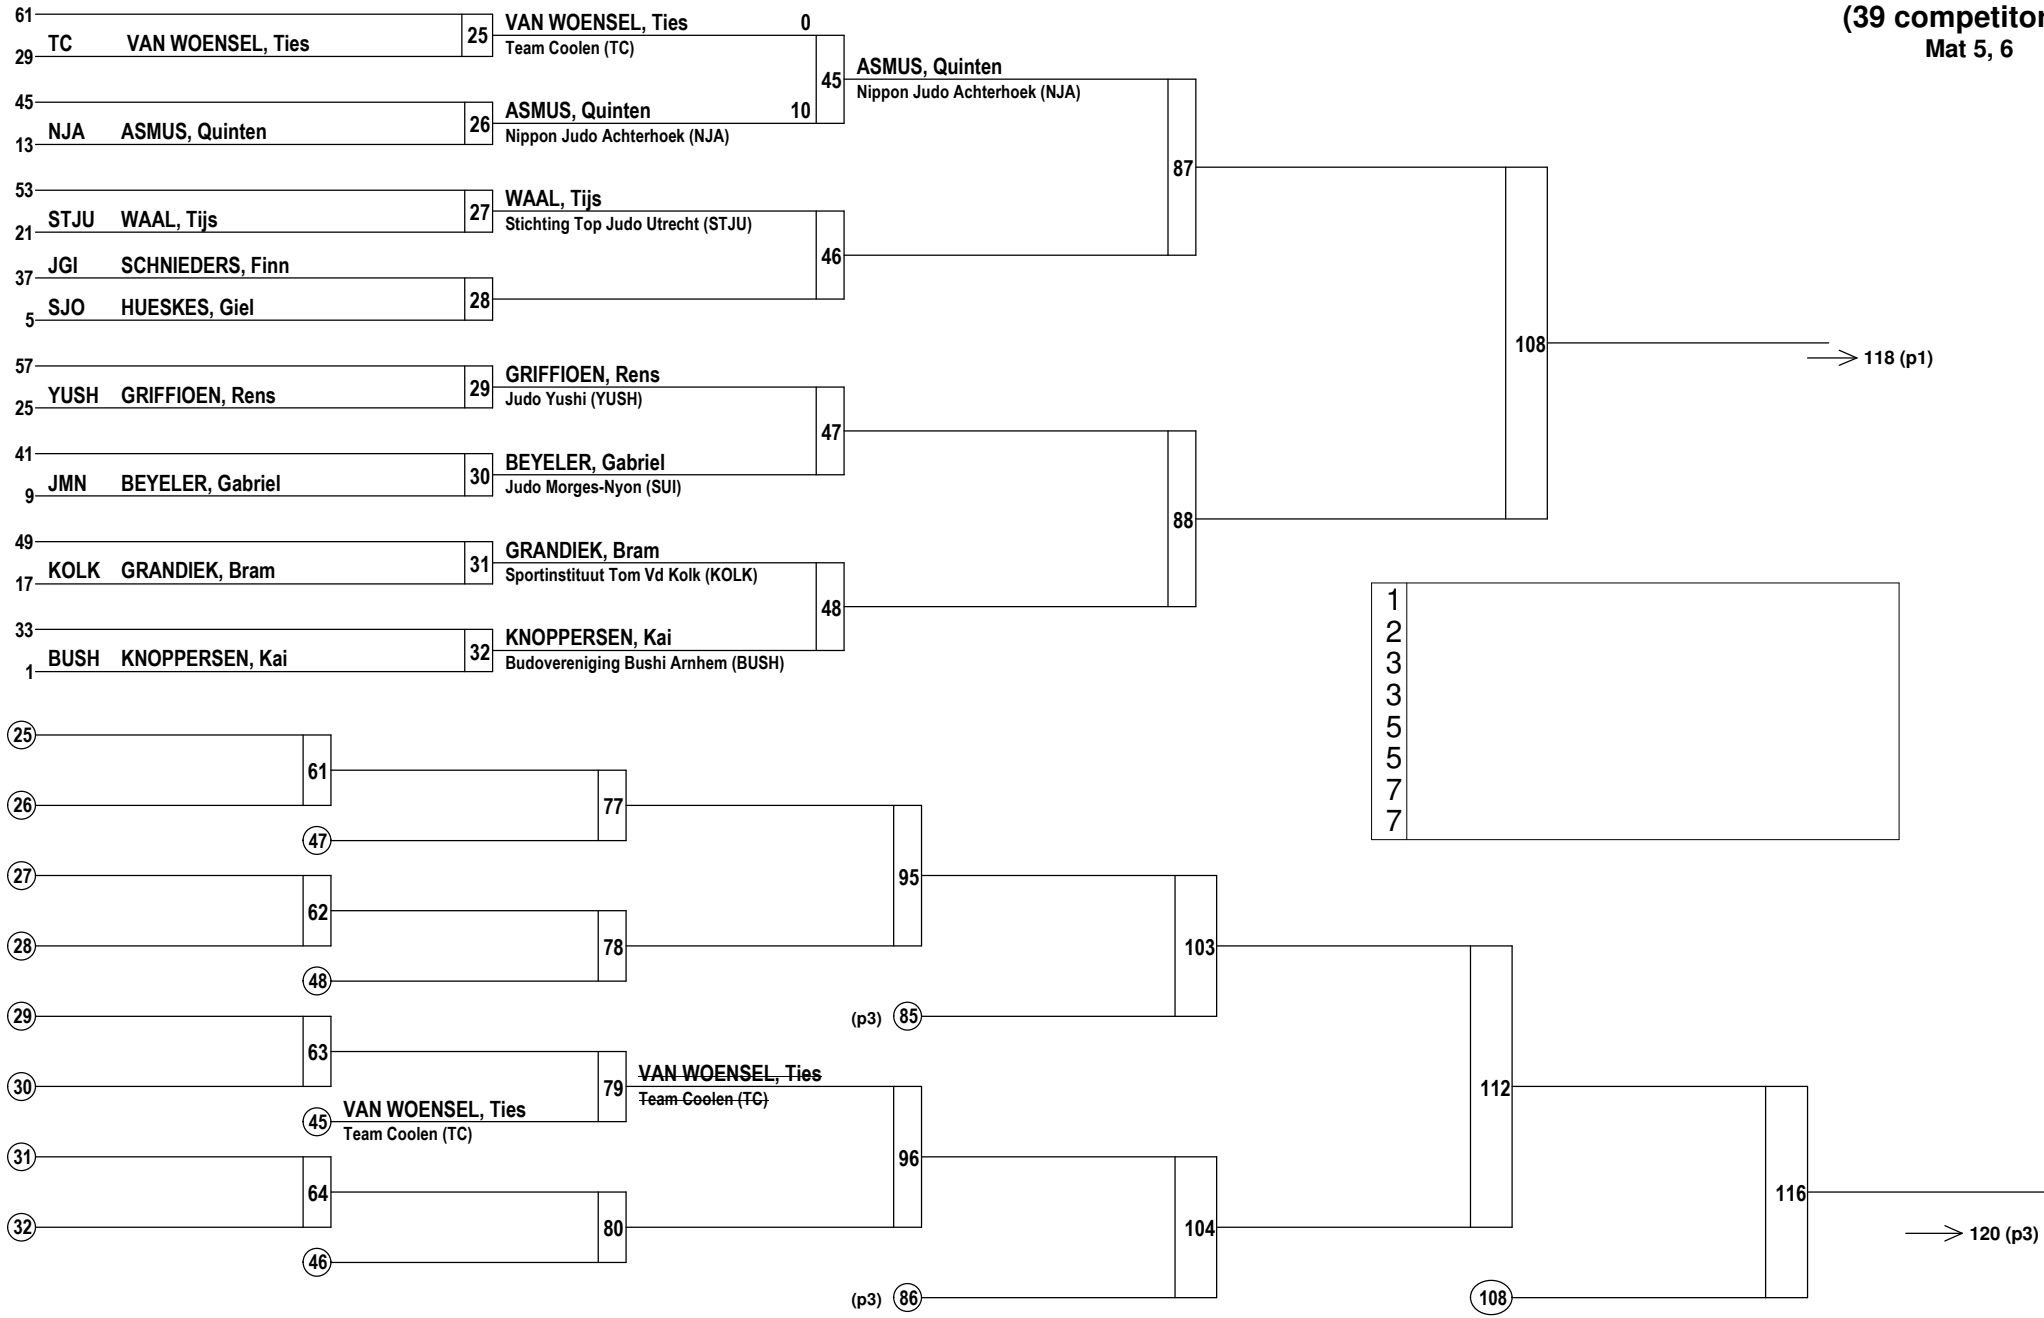 (39 competitor
Mat 5, 6
61
TC VAN WOENSEL, Ties
29
25
VAN WOENSEL, Ties 0
Team Coolen (TC)
45
NJA ASMUS, Quinten
13
26
ASMUS, Quinten 10
Nippon Judo Achterhoek (NJA)
45
ASMUS, Quinten
Nippon Judo Achterhoek (NJA)
53
STJU WAAL, Tijs
21
27
WAAL, Tijs
Stichting Top Judo Utrecht (STJU)
JGI SCHNIEDERS, Finn
37
SJO HUESKES, Giel
5
28
46
87
57
YUSH GRIFFIOEN, Rens
25
29
GRIFFIOEN, Rens
Judo Yushi (YUSH)
41
JMN BEYELER, Gabriel
9
30
BEYELER, Gabriel
Judo Morges-Nyon (SUI)
47
49
KOLK GRANDIEK, Bram
17
31
GRANDIEK, Bram
Sportinstituut Tom Vd Kolk (KOLK)
33
BUSH KNOPPERSEN, Kai
1
32
KNOPPERSEN, Kai
Budovereniging Bushi Arnhem (BUSH)
48
88
108
118 (p1)
1
2
3
3
5
5
7
7
25
26
61
47
77
27
28
62
48
78
95
(p3) 85
103
29
30
63
VAN WOENSEL, Ties
45
Team Coolen (TC)
79
VAN WOENSEL, Ties
Team Coolen (TC)
31
32
64
46
80
96
(p3) 86
104
112
108
116
120 (p3)